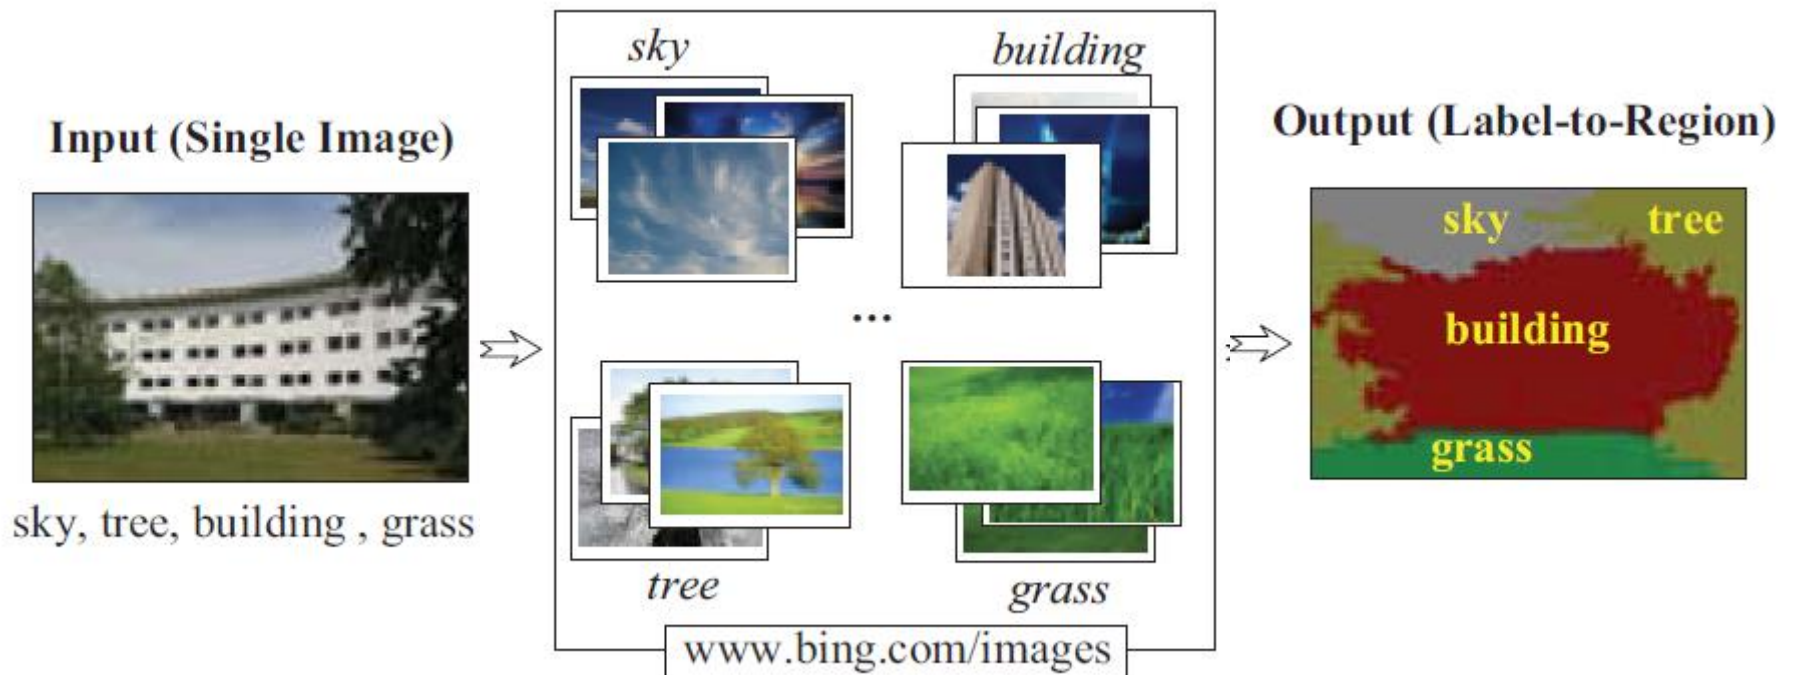 Input (Single Image)
sky, tree, building , grass
sky
building
...
tree
grass
www.bing.com/images
Output (Label-to-Region)
sky
tree
building
grass